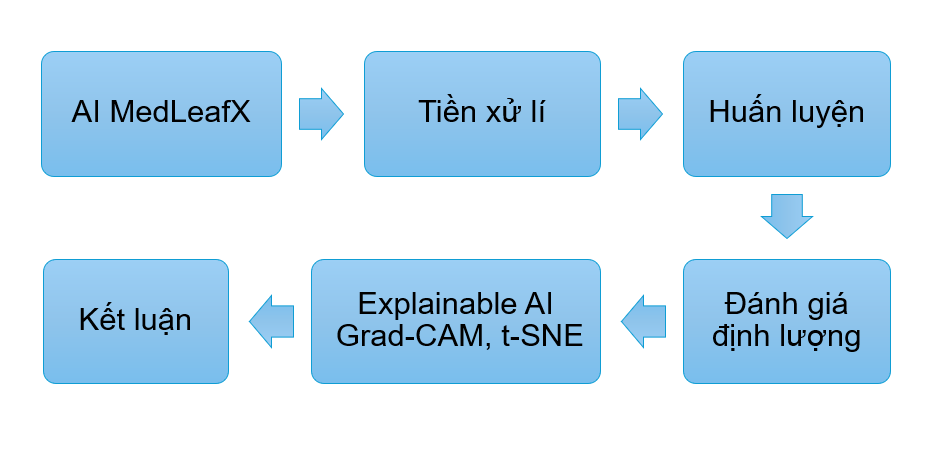 AI MedLeafX
Tiền xử lí
Huấn luyện
Đánh giá
định lượng
Explainable AI
Grad-CAM, t-SNE
Kết luận